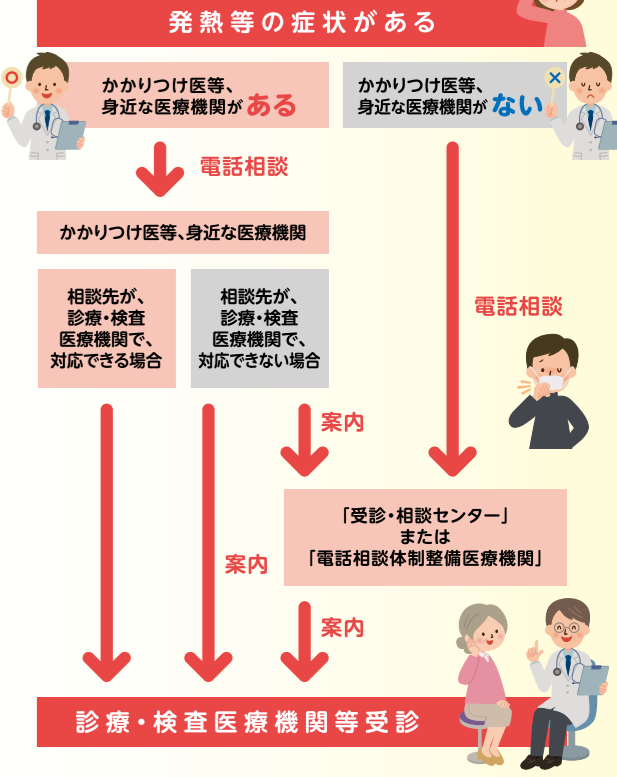 発熱等の症状がある
かかりつけ医等、
身近な医療機関がある
かかりつけ医等、
身近な医療機関がない
電話相談
かかりつけ医等、身近な医療機関
相談先が、
診療・検査
医療機関で、
対応できる場合
相談先が、
診療・検査
医療機関で、
対応できない場合
電話相談
案内
「受診・相談センター」
または
「電話相談体制整備医療機関」
案内
案内
診療・検査医療機関等受診